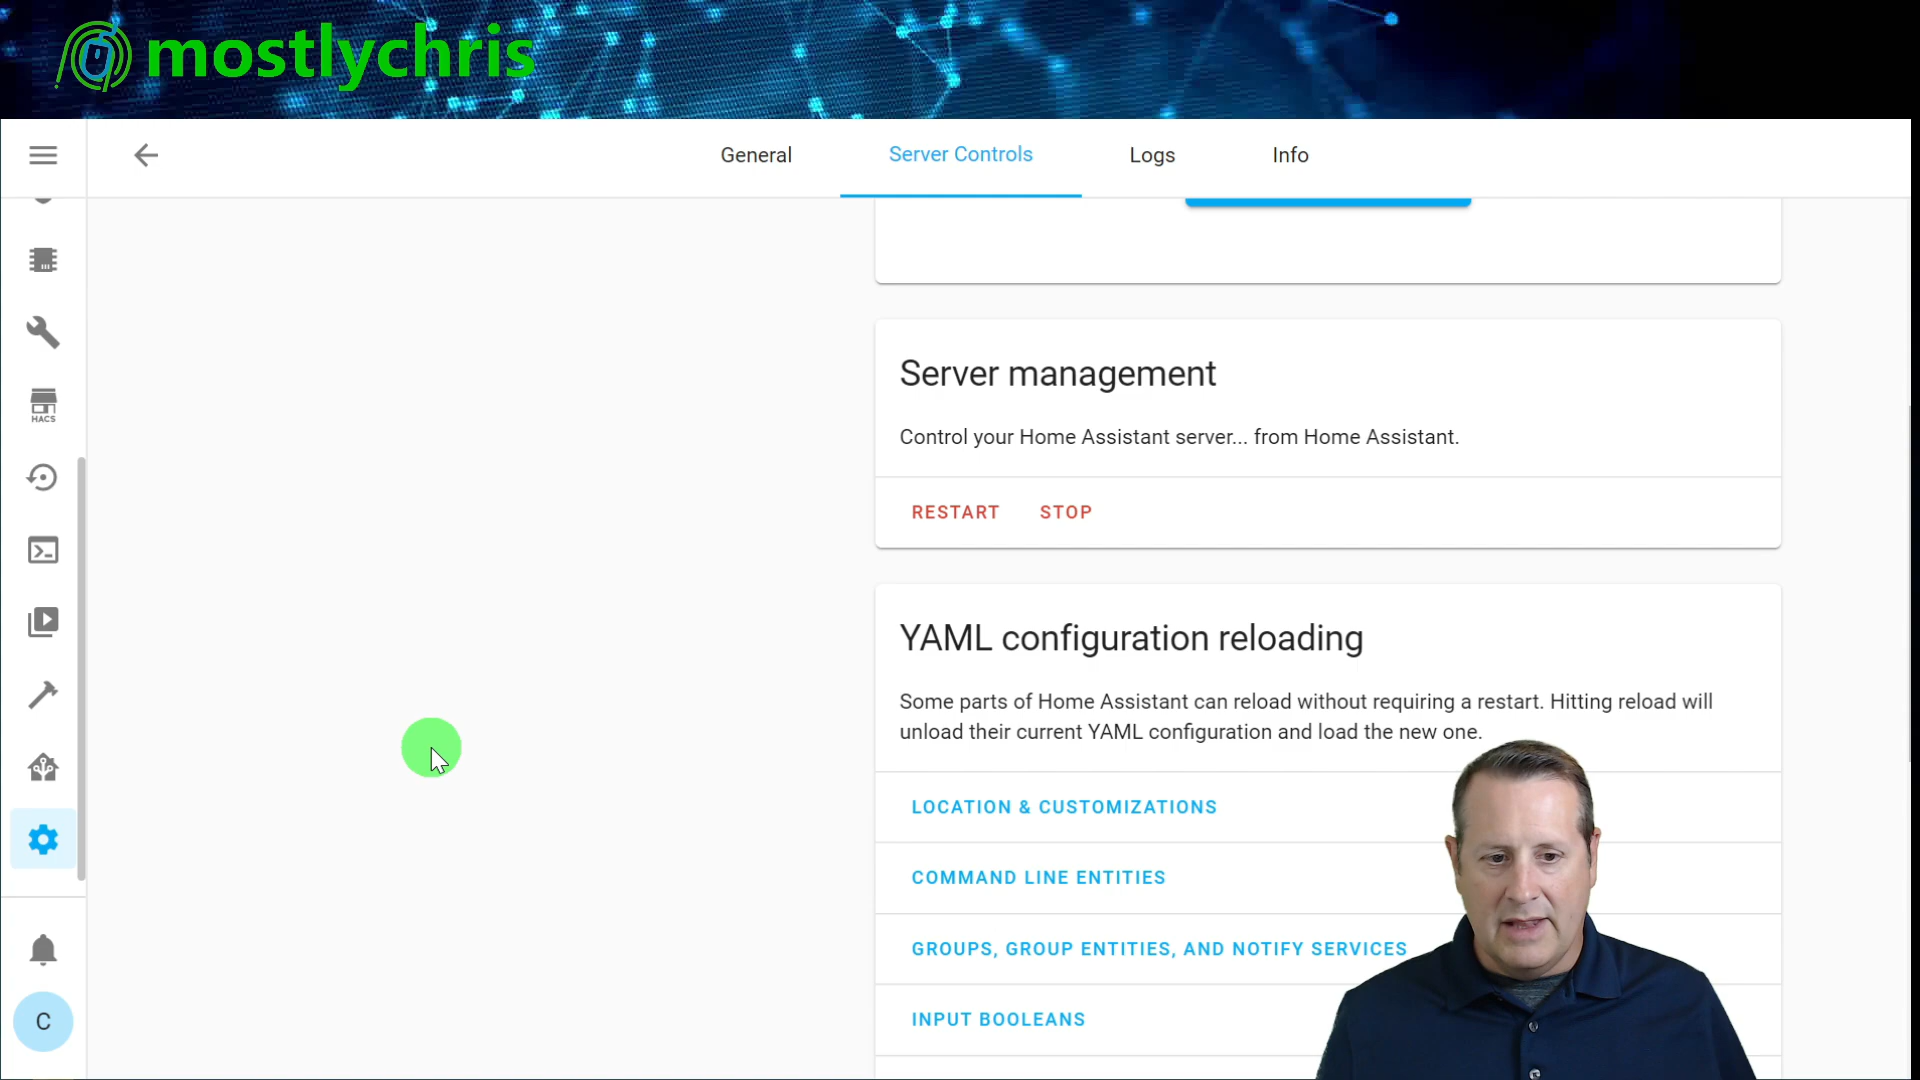 mostlychris
General
Server Controls
Logs
Info
Server management
Control your Home Assistant server... from Home Assistant.
RESTART
STOP
YAML configuration reloading
Some parts of Home Assistant can reload without requiring a restart. Hitting reload will
unload their current YAML configuration and load the new one.
LOCATION & CUSTOMIZATIONS
COMMAND LINE ENTITIES
GROUPS, GROUP ENTITIES, AND NOTIFY SERVICES
INPUT BOOLEANS
HACS
C